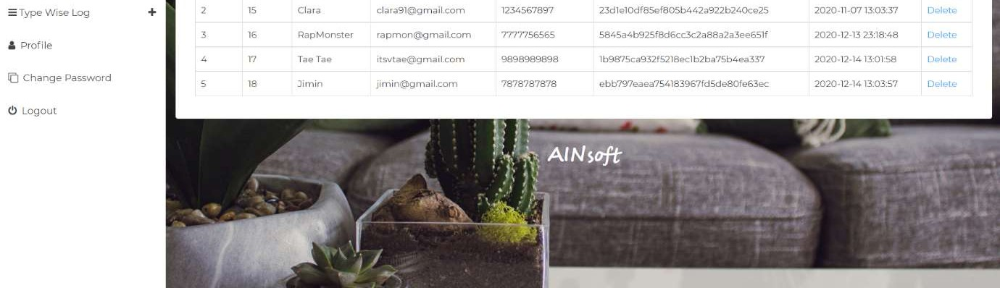 Type Wise Log
Profile
Change Password
Logout
2 15 Clara clara91@gmail.com 1234567897 23d1e10df85ef805b442a922b240ce25 2020-11-07 13:03:37 Delete
3 16 RapMonster rapmon@gmail.com 7777756565 5845a4b925f8d6cc3c2a88a2a3ee651f 2020-12-13 23:18:48 Delete
4 17 Tae Tae itsvtae@gmail.com 9898989898 1b9875ca932f5218ec1b2ba75b4ea337 2020-12-14 13:01:58 Delete
5 18 Jimin jimin@gmail.com 7878787878 ebb797eaea754183967fd5de80fe63ec 2020-12-14 13:03:57 Delete
AINsoft